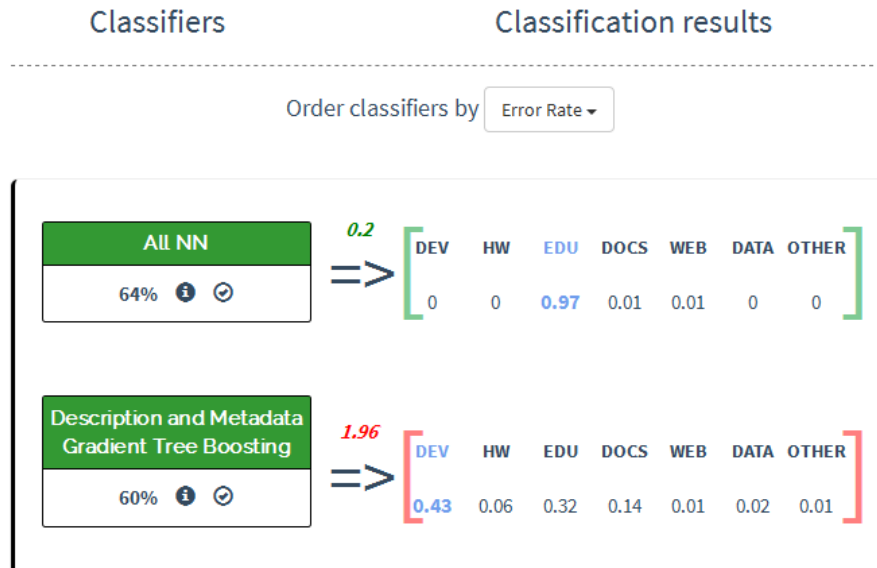 Classifiers Classification results
Order classifiers by Error Rate
All NN
64%
0.2
=>
DEV HW EDU DOCS WEB DATA OTHER
0 0 0.97 0.01 0.01 0 0
Description and Metadata
Gradient Tree Boosting
60%
1.96
=>
DEV HW EDU DOCS WEB DATA OTHER
0.43 0.06 0.32 0.14 0.01 0.02 0.01